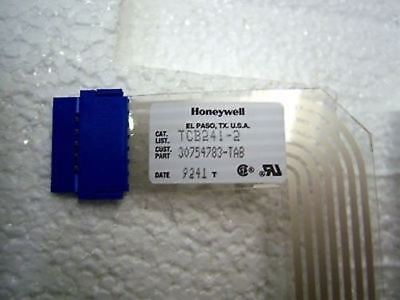 Honeywell
EL PASO, TX. U.S.A.
CAT. LIST. TCB241-2
CUST. PART 30754783-TAB
DATE 9241 T